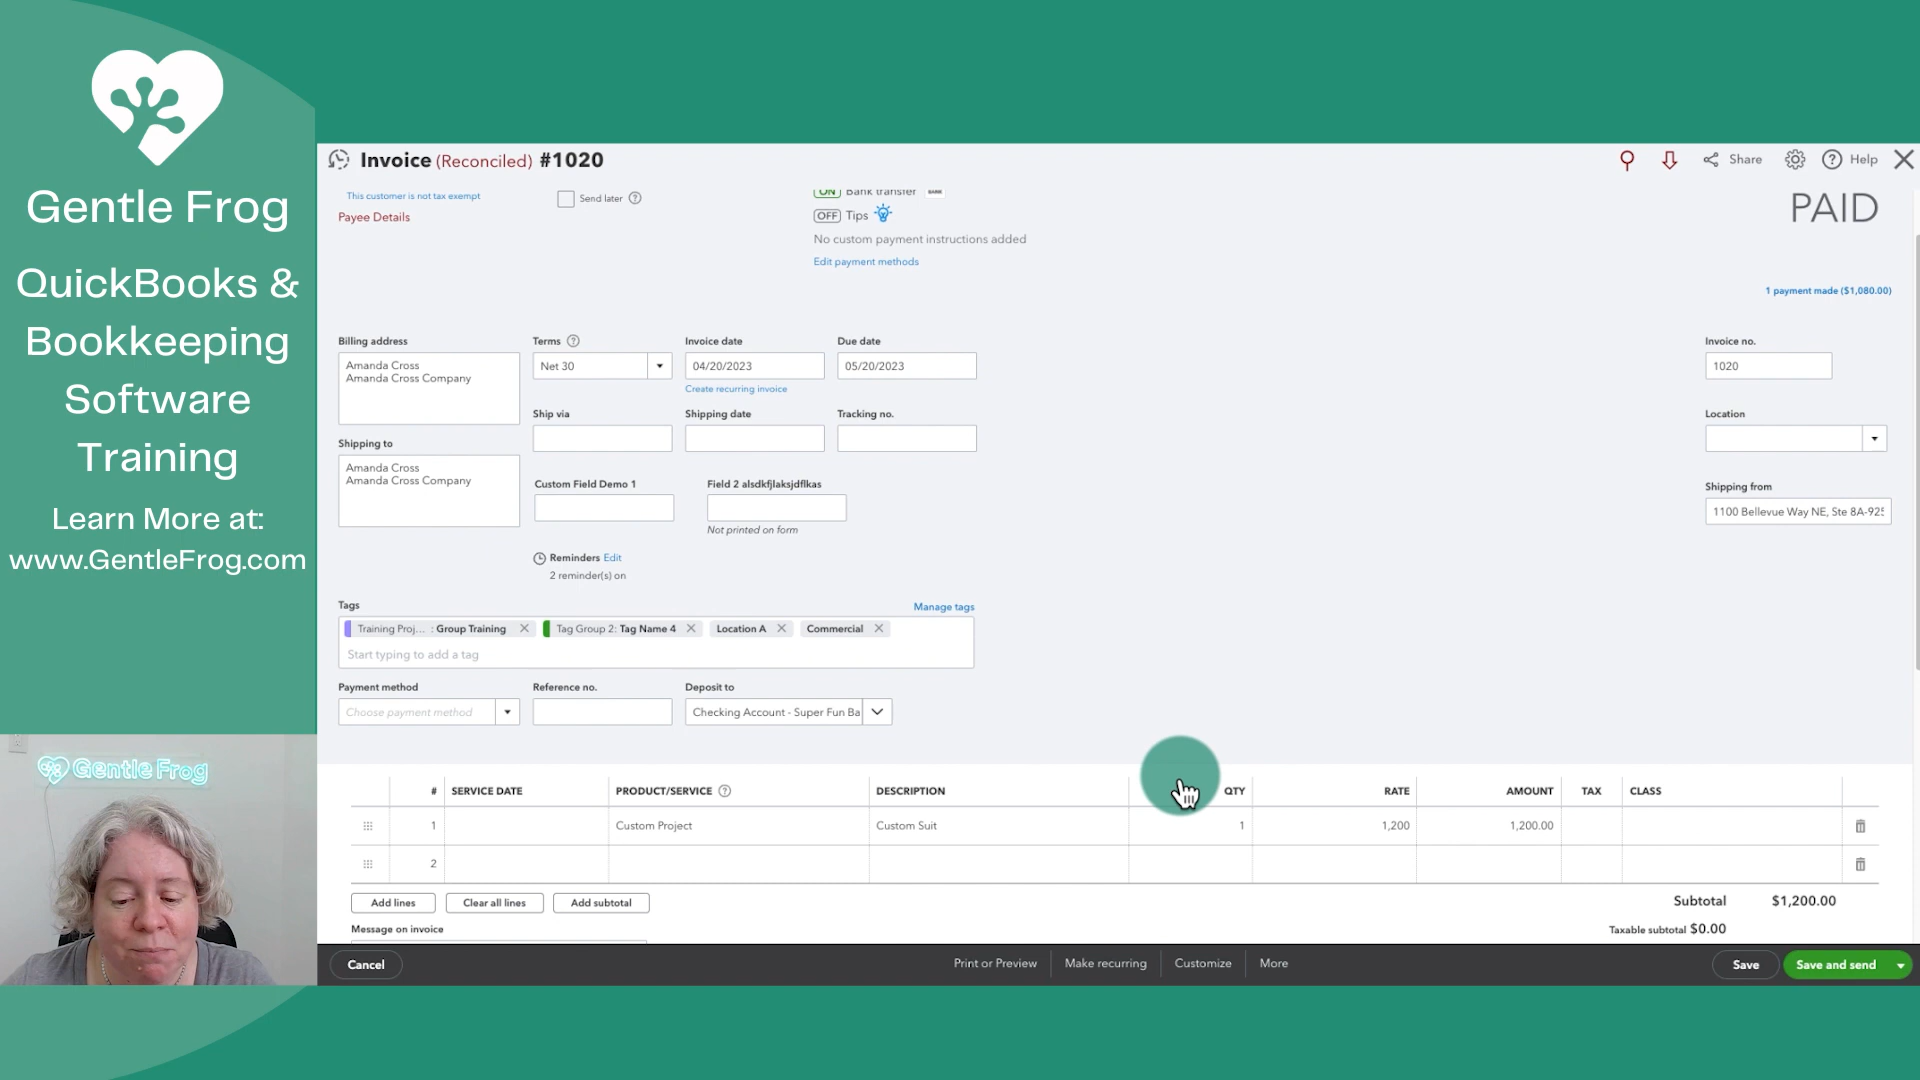 Gentle Frog
QuickBooks &
Bookkeeping
Software
Training
Learn More at:
www.GentleFrog.com
Gentle Frog
Invoice (Reconciled) #1020
Share
Help
This customer is not tax exempt
Send later
Payee Details
ON Bank transfer BANK
OFF Tips
No custom payment instructions added
Edit payment methods
PAID
1 payment made ($1,080.00)
Billing address
Amanda Cross
Amanda Cross Company
Terms
Net 30
Invoice date
04/20/2023
Create recurring invoice
Due date
05/20/2023
Invoice no.
1020
Ship via
Shipping date
Tracking no.
Location
Shipping to
Amanda Cross
Amanda Cross Company
Custom Field Demo 1
Field 2 alsdkfjlaksjdflkas
Not printed on form
Shipping from
1100 Bellevue Way NE, Ste 8A-925
Reminders Edit
2 reminder(s) on
Tags
Manage tags
Training Proj... : Group Training
Tag Group 2: Tag Name 4
Location A
Commercial
Start typing to add a tag
Payment method
Choose payment method
Reference no.
Deposit to
Checking Account - Super Fun Ba
# SERVICE DATE PRODUCT/SERVICE DESCRIPTION QTY RATE AMOUNT TAX CLASS
1 Custom Project Custom Suit 1 1,200 1,200.00
2
Add lines
Clear all lines
Add subtotal
Subtotal $1,200.00
Message on invoice
Taxable subtotal $0.00
Cancel
Print or Preview
Make recurring
Customize
More
Save
Save and send